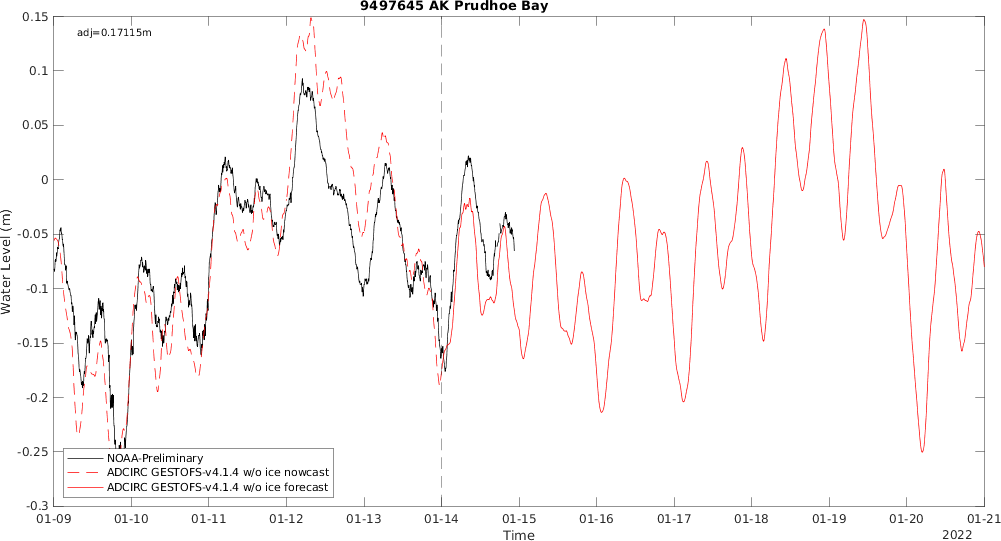 9497645 AK Prudhoe Bay
adj=0.17115m
0.15
0.1
0.05
0
-0.05
-0.1
-0.15
-0.2
-0.25
-0.3
Water Level (m)
NOAA-Preliminary
ADCIRC GESTOFS-v4.1.4 w/o ice nowcast
ADCIRC GESTOFS-v4.1.4 w/o ice forecast
01-09 01-10 01-11 01-12 01-13 01-14 01-15 01-16 01-17 01-18 01-19 01-20 01-21
Time
2022